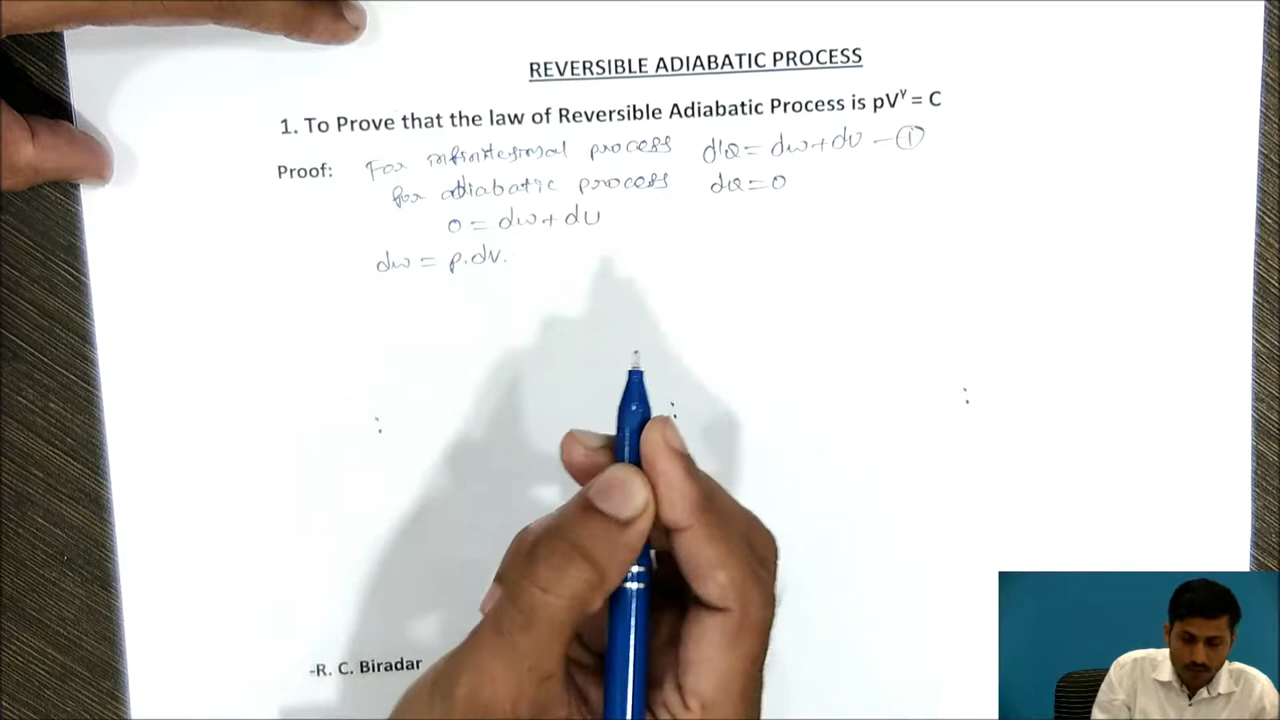 REVERSIBLE ADIABATIC PROCESS
1. To Prove that the law of Reversible Adiabatic Process is pVᵞ = C
Proof: For infinitesimal process dQ = dw + dU — ①
for adiabatic process dQ = 0
0 = dw + dU
dw = p.dv.
-R. C. Biradar